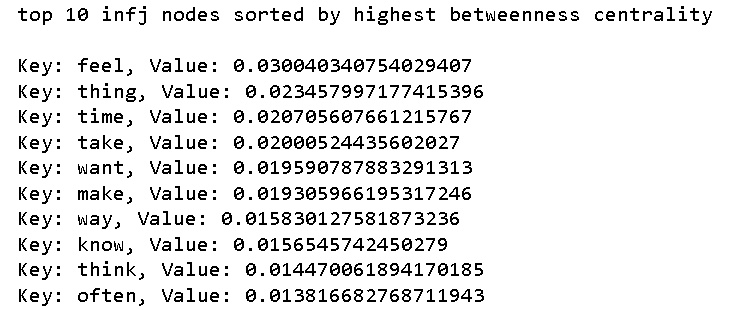 top 10 infj nodes sorted by highest betweenness centrality
Key: feel, Value: 0.030040340754029407
Key: thing, Value: 0.023457997177415396
Key: time, Value: 0.020705607661215767
Key: take, Value: 0.02000524435602027
Key: want, Value: 0.019590787883291313
Key: make, Value: 0.019305966195317246
Key: way, Value: 0.015830127581873236
Key: know, Value: 0.0156545742450279
Key: think, Value: 0.014470061894170185
Key: often, Value: 0.013816682768711943